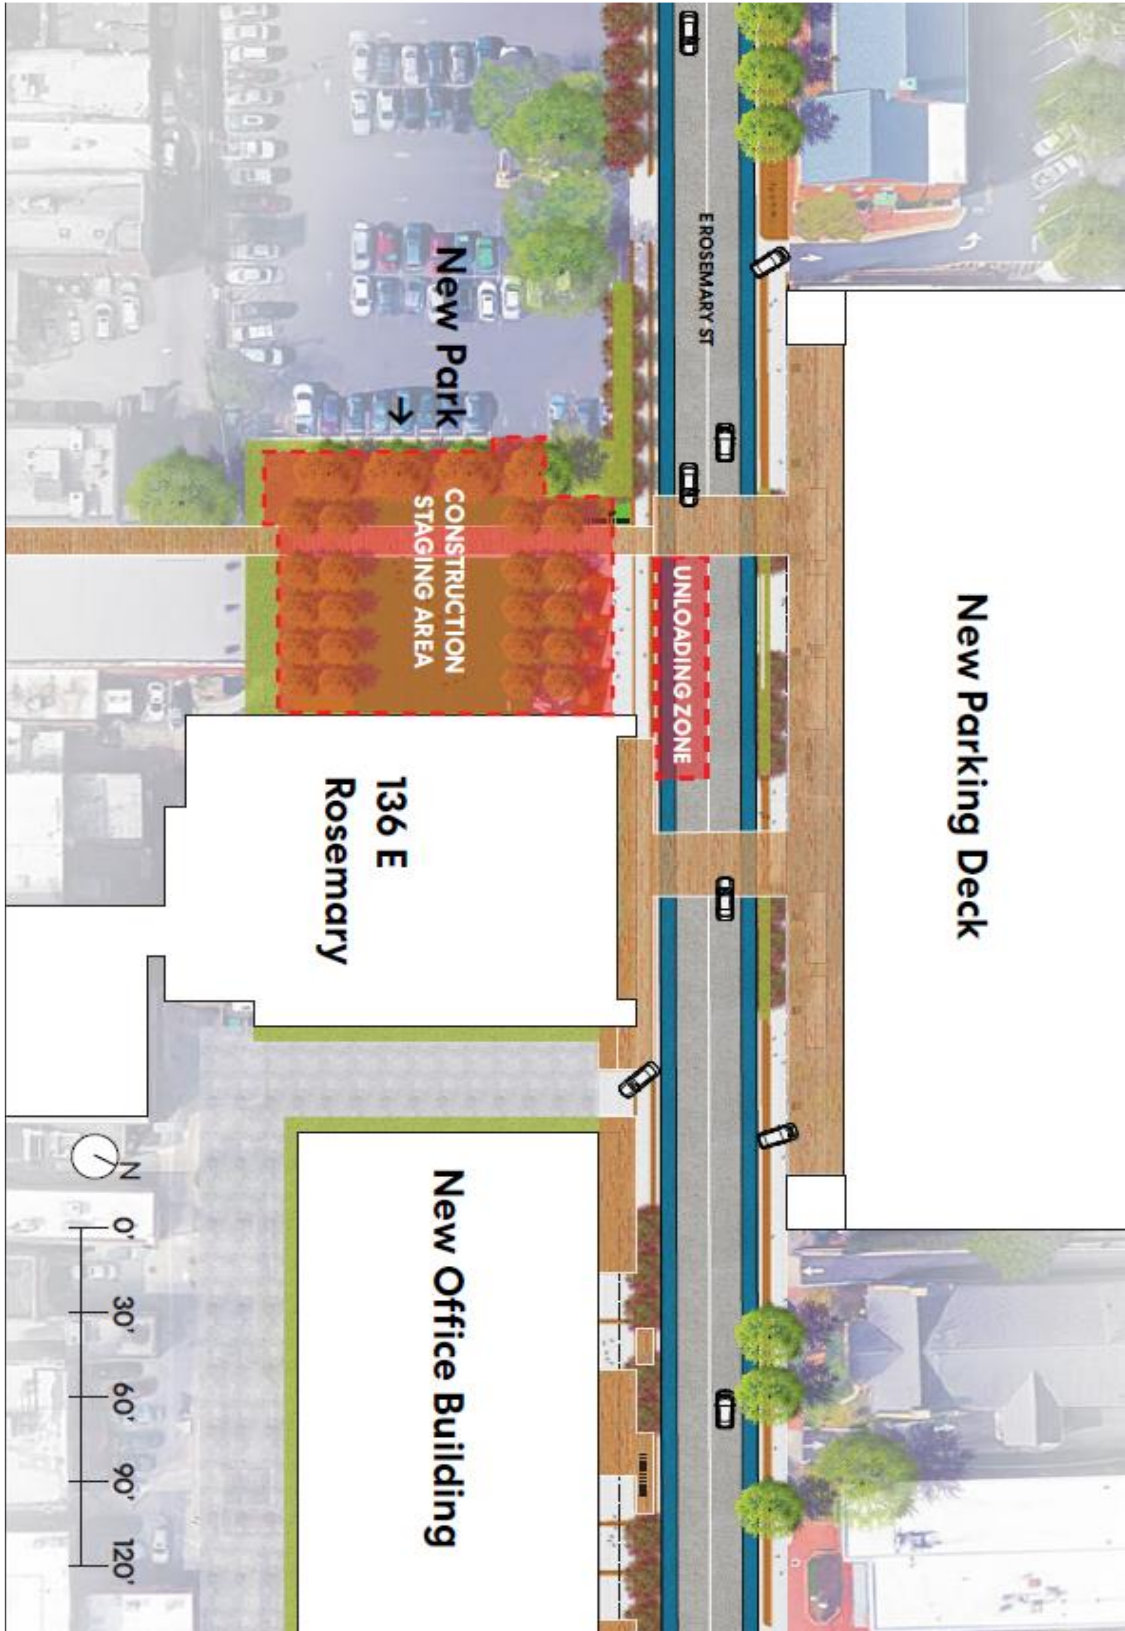 E ROSEMARY ST
New Park
→
CONSTRUCTION
STAGING AREA
UNLOADING ZONE
New Parking Deck
136 E
Rosemary
New Office Building
N
0'
30'
60'
90'
120'